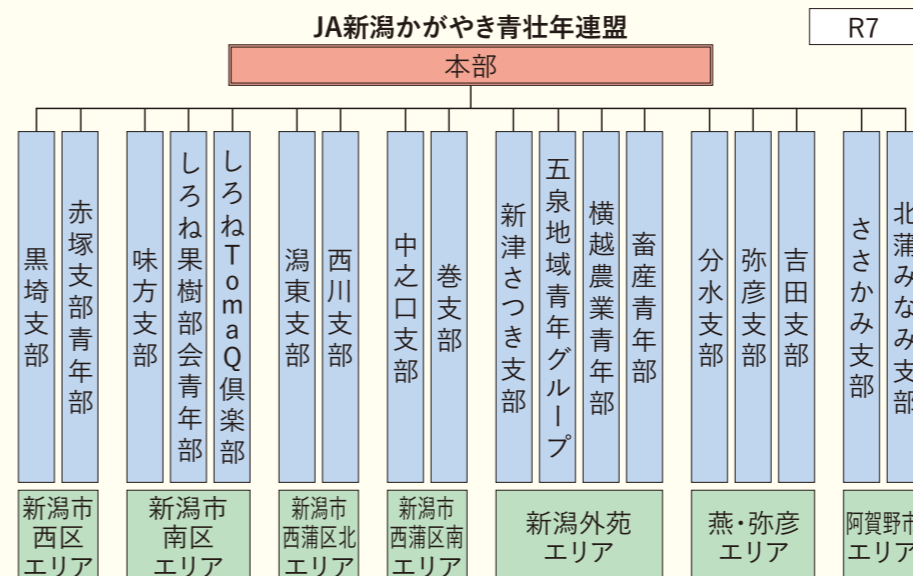 JA新潟かがやき青壮年連盟
R7
本部
黒埼支部
赤塚支部青年部
味方支部
しろね果樹部会青年部
しろねTomaQ倶楽部
潟東支部
西川支部
中之口支部
巻支部
新津さつき支部
五泉地域青年グループ
横越農業青年部
畜産青年部
分水支部
弥彦支部
吉田支部
ささかみ支部
北蒲みなみ支部
新潟市
西区
エリア
新潟市
南区
エリア
新潟市
西蒲区北
エリア
新潟市
西蒲区南
エリア
新潟外苑
エリア
燕・弥彦
エリア
阿賀野市
エリア